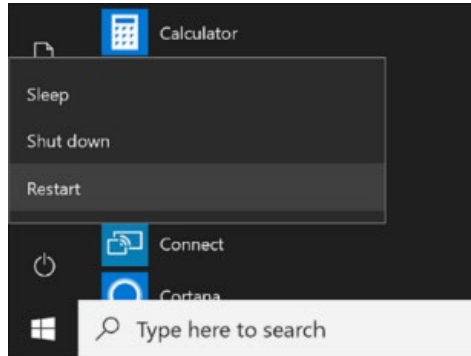 Calculator
Sleep
Shut down
Restart
Connect
Cortana
Type here to search